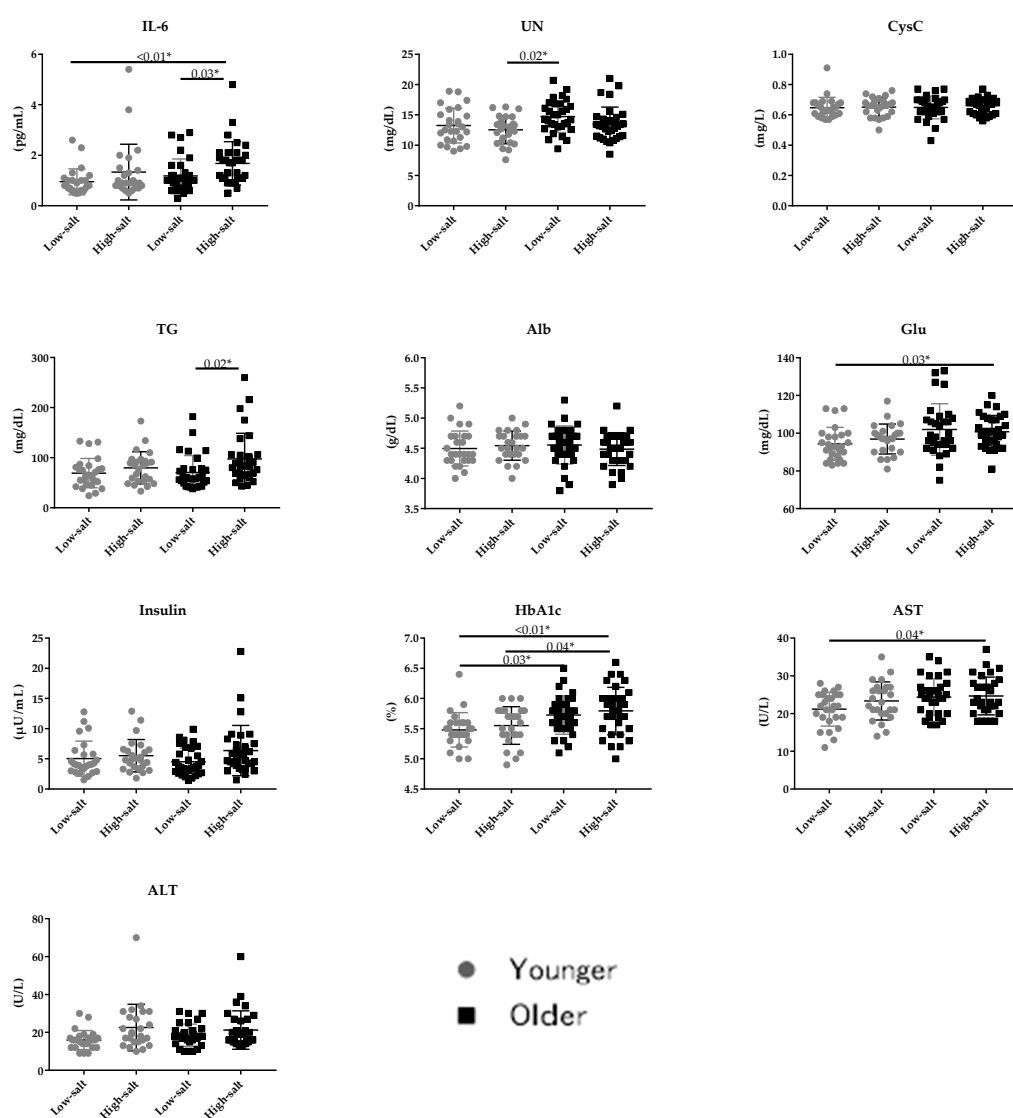 IL-6
<0.01*
0.03*
(pg/mL)
6
4
2
0
Low-salt
High-salt
Low-salt
High-salt
UN
0.02*
(mg/dL)
25
20
15
10
5
0
Low-salt
High-salt
Low-salt
High-salt
CysC
(mg/L)
1.0
0.8
0.6
0.4
0.2
0.0
Low-salt
High-salt
Low-salt
High-salt
TG
0.02*
(mg/dL)
300
200
100
0
Low-salt
High-salt
Low-salt
High-salt
Alb
(g/dL)
6.0
5.5
5.0
4.5
4.0
3.5
Low-salt
High-salt
Low-salt
High-salt
Glu
0.03*
(mg/dL)
140
120
100
80
60
Low-salt
High-salt
Low-salt
High-salt
Insulin
(μU/mL)
25
20
15
10
5
0
Low-salt
High-salt
Low-salt
High-salt
HbA1c
<0.01*
0.04*
0.03*
(%)
7.0
6.5
6.0
5.5
5.0
4.5
Low-salt
High-salt
Low-salt
High-salt
AST
0.04*
(U/L)
40
30
20
10
0
Low-salt
High-salt
Low-salt
High-salt
ALT
(U/L)
80
60
40
20
0
Low-salt
High-salt
Low-salt
High-salt
Younger
Older